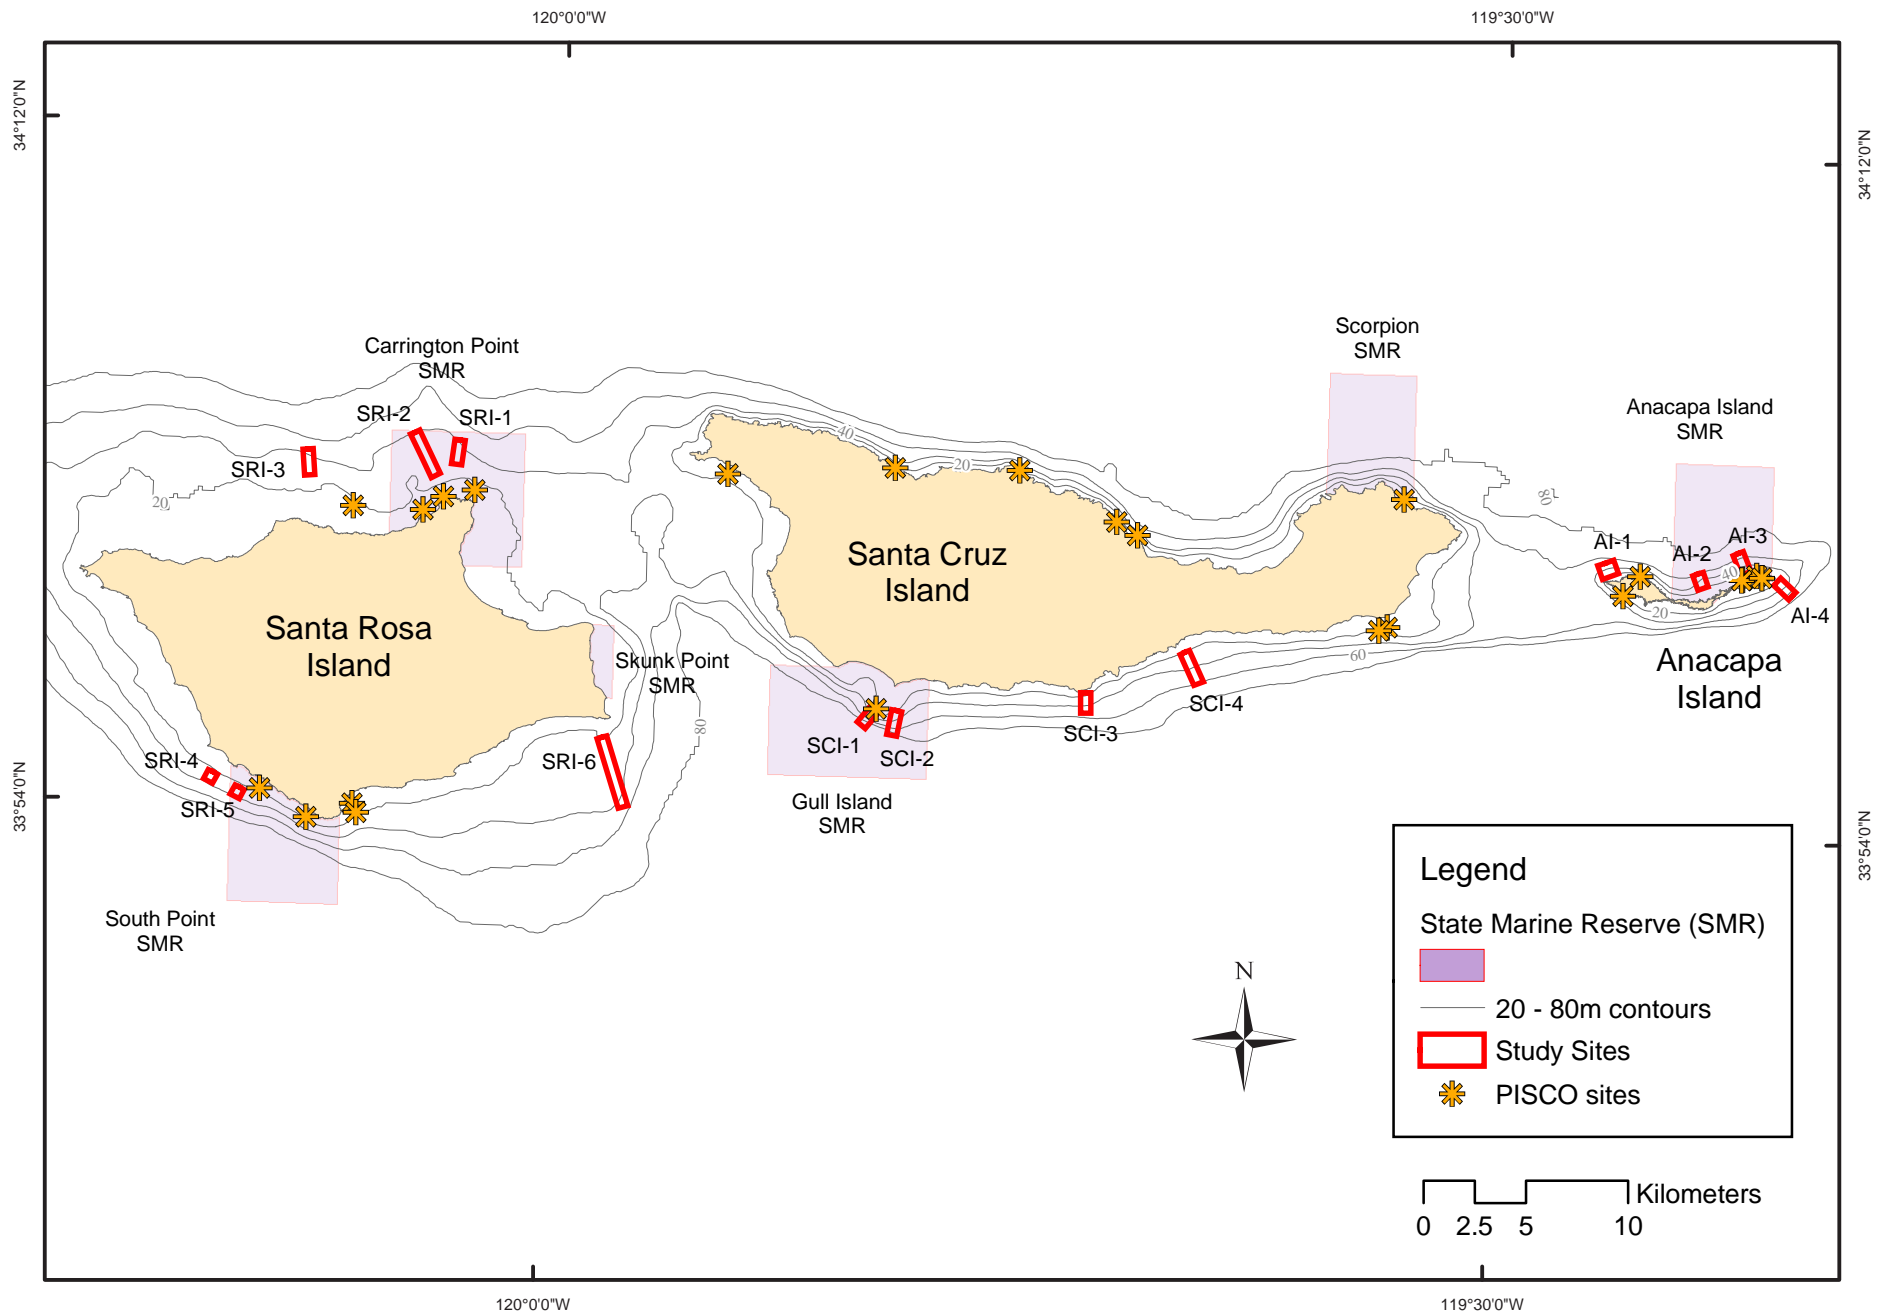 120°0'0"W
119°30'0"W
34°12'0"N
34°12'0"N
Scorpion
SMR
Carrington Point
SMR
Anacapa Island
SMR
SRI-2
SRI-1
SRI-3
40
20
20
80
AI-1
AI-2
AI-3
40
20
AI-4
Santa Cruz
Island
Santa Rosa
Island
Skunk Point
SMR
60
Anacapa
Island
80
SCI-4
SCI-3
SCI-1
SCI-2
SRI-4
SRI-5
SRI-6
Gull Island
SMR
33°54'0"N
33°54'0"N
South Point
SMR
N
Legend
State Marine Reserve (SMR)
20 - 80m contours
Study Sites
PISCO sites
Kilometers
0 2.5 5 10
120°0'0"W
119°30'0"W